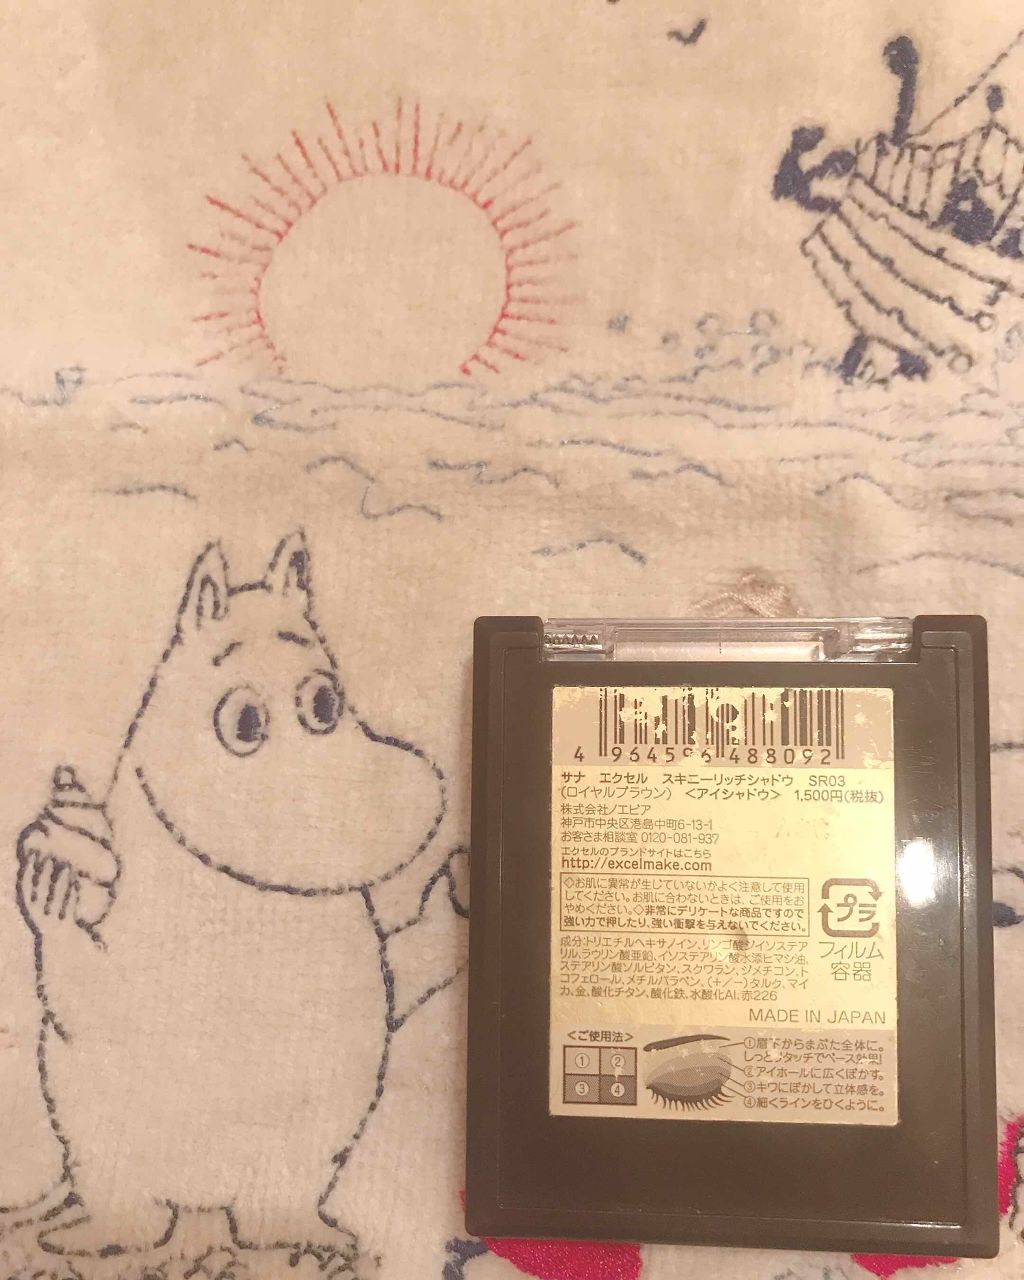 4 964596 488092
サナ エクセル スキニーリッチシャドウ SR03
(ロイヤルブラウン) <アイシャドウ> 1,500円(税抜)
株式会社ノエビア
神戸市中央区港島中町6-13-1
お客さま相談室 0120-081-937
エクセルのブランドサイトはこちら
http://excelmake.com
◇お肌に異常が生じていないかよく注意して使用
してください。お肌に合わないときは、ご使用をお
やめください。◇非常にデリケートな商品ですので
強い力で押したり、強い衝撃を与えないでください。
プラ
フィルム
容器
成分:トリエチルヘキサノイン、リンゴ酸ジイソステア
リル、ラウリン酸亜鉛、イソステアリン酸水添ヒマシ油、
ステアリン酸ソルビタン、スクワラン、ジメチコン、ト
コフェロール、メチルパラベン、(+/-)タルク、マイ
カ、金、酸化チタン、酸化鉄、水酸化Al、赤226
MADE IN JAPAN
<ご使用法>
① ②
③ ④
①眉下からまぶた全体に。
しっとりタッチでベース効果!
②アイホールに広くぼかす。
③キワにぼかして立体感を。
④細くラインをひくように。